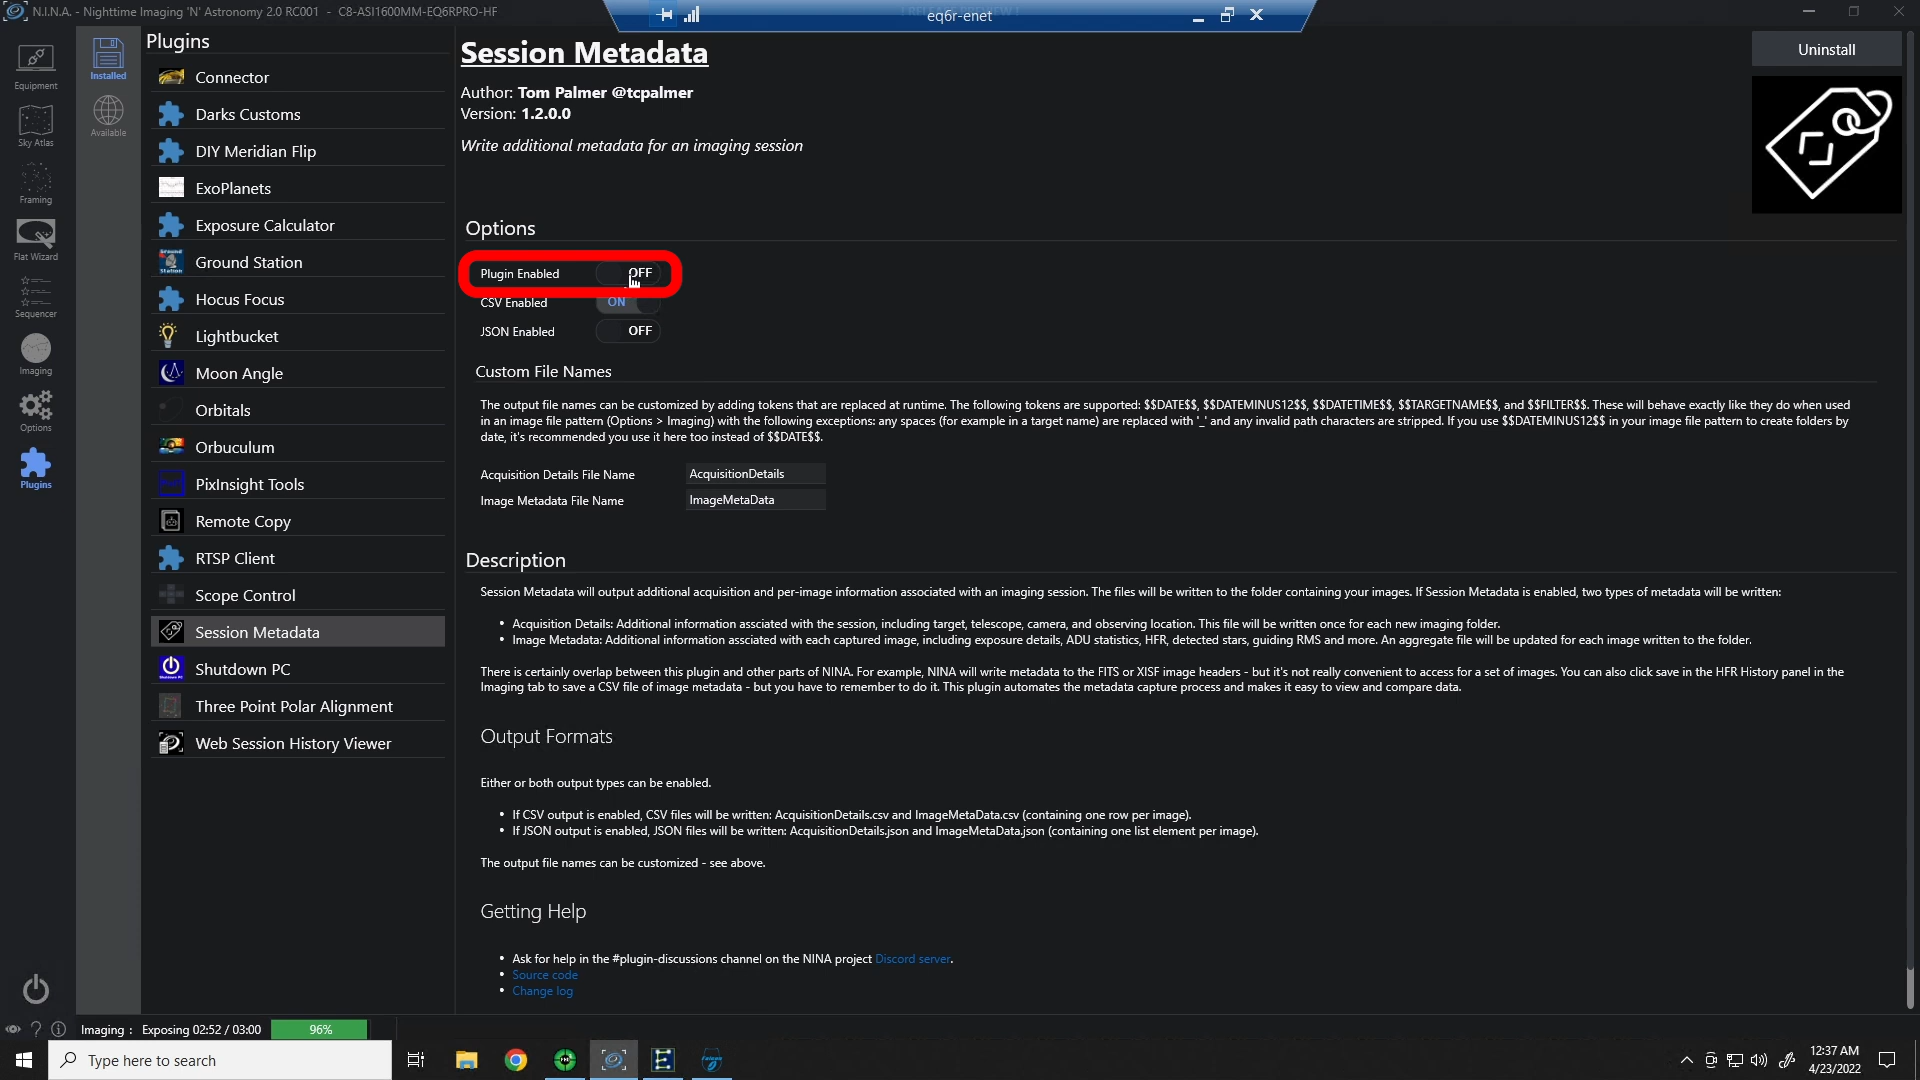 N.I.N.A. - Nighttime Imaging 'N' Astronomy 2.0 RC001 - C8-ASI1600MM-EQ6RPRO-HF
eq6r-enet
Equipment
Sky Atlas
Framing
Flat Wizard
Sequencer
Imaging
Options
Plugins
Installed
Available
Plugins
Connector
Darks Customs
DIY Meridian Flip
ExoPlanets
Exposure Calculator
Ground Station
Hocus Focus
Lightbucket
Moon Angle
Orbitals
Orbuculum
PixInsight Tools
Remote Copy
RTSP Client
Scope Control
Session Metadata
Shutdown PC
Three Point Polar Alignment
Web Session History Viewer
Session Metadata
Uninstall
Author: Tom Palmer @tcpalmer
Version: 1.2.0.0
Write additional metadata for an imaging session
Options
Plugin Enabled OFF
CSV Enabled ON
JSON Enabled OFF
Custom File Names
The output file names can be customized by adding tokens that are replaced at runtime. The following tokens are supported: $$DATE$$, $$DATEMINUS12$$, $$DATETIME$$, $$TARGETNAME$$, and $$FILTER$$. These will behave exactly like they do when used
in an image file pattern (Options > Imaging) with the following exceptions: any spaces (for example in a target name) are replaced with '_' and any invalid path characters are stripped. If you use $$DATEMINUS12$$ in your image file pattern to create folders by
date, it's recommended you use it here too instead of $$DATE$$.
Acquisition Details File Name AcquisitionDetails
Image Metadata File Name ImageMetaData
Description
Session Metadata will output additional acquisition and per-image information associated with an imaging session. The files will be written to the folder containing your images. If Session Metadata is enabled, two types of metadata will be written:
• Acquisition Details: Additional information assciated with the session, including target, telescope, camera, and observing location. This file will be written once for each new imaging folder.
• Image Metadata: Additional information assciated with each captured image, including exposure details, ADU statistics, HFR, detected stars, guiding RMS and more. An aggregate file will be updated for each image written to the folder.
There is certainly overlap between this plugin and other parts of NINA. For example, NINA will write metadata to the FITS or XISF image headers - but it's not really convenient to access for a set of images. You can also click save in the HFR History panel in the
Imaging tab to save a CSV file of image metadata - but you have to remember to do it. This plugin automates the metadata capture process and makes it easy to view and compare data.
Output Formats
Either or both output types can be enabled.
• If CSV output is enabled, CSV files will be written: AcquisitionDetails.csv and ImageMetaData.csv (containing one row per image).
• If JSON output is enabled, JSON files will be written: AcquisitionDetails.json and ImageMetaData.json (containing one list element per image).
The output file names can be customized - see above.
Getting Help
• Ask for help in the #plugin-discussions channel on the NINA project Discord server.
• Source code
• Change log
Imaging : Exposing 02:52 / 03:00 96%
Type here to search
12:37 AM
4/23/2022